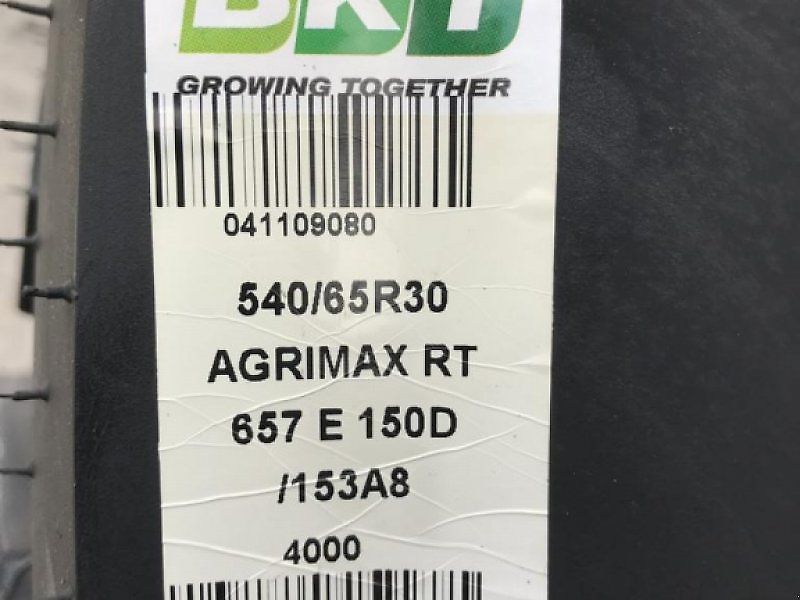 BKT
GROWING TOGETHER
041109080
540/65R30
AGRIMAX RT
657 E 150D
/153A8
4000